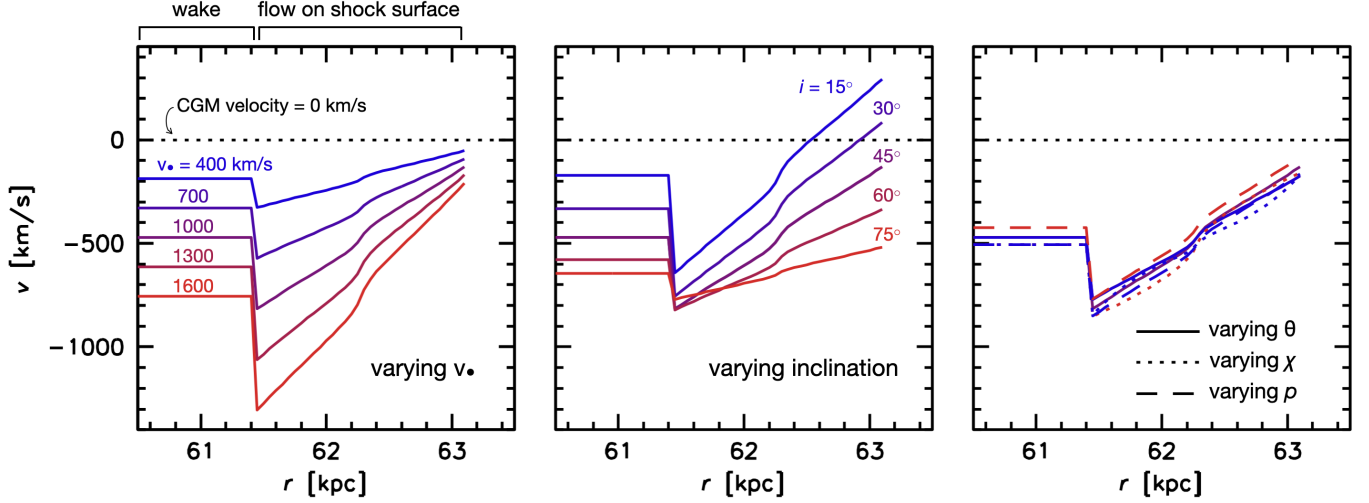 wake
flow on shock surface
CGM velocity = 0 km/s
v• = 400 km/s
700
1000
1300
1600
varying v•
0
−500
−1000
v [km/s]
61
62
63
r [kpc]
i = 15°
30°
45°
60°
75°
varying inclination
61
62
63
r [kpc]
varying θ
varying χ
varying p
61
62
63
r [kpc]